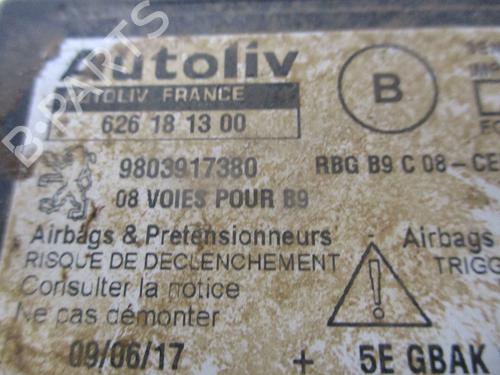 Autoliv
AUTOLIV FRANCE
626 18 13 00
B
9803917380
RBG B9 C 08-CE
08 VOIES POUR B9
Airbags & Pretensionneurs
Airbags
RISQUE DE DECLENCHEMENT
TRIGG
Consulter la notice
Ne pas démonter
09/06/17 + 5E GBAK
B-PARTS